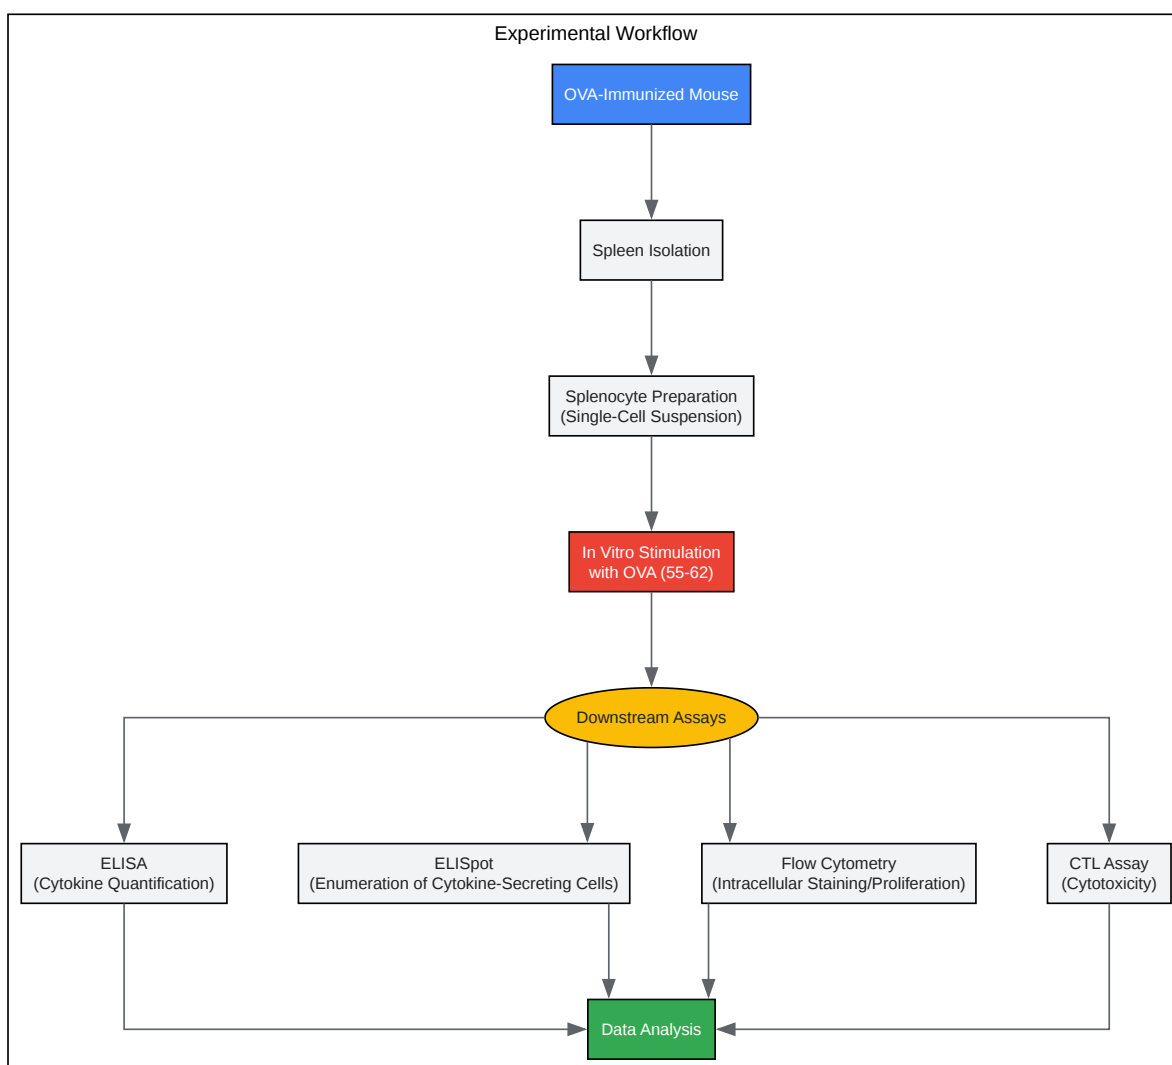 Experimental Workflow
OVA-Immunized Mouse
Spleen Isolation
Splenocyte Preparation
(Single-Cell Suspension)
In Vitro Stimulation
with OVA (55-62)
Downstream Assays
ELISA
(Cytokine Quantification)
ELISpot
(Enumeration of Cytokine-Secreting Cells)
Flow Cytometry
(Intracellular Staining/Proliferation)
CTL Assay
(Cytotoxicity)
Data Analysis